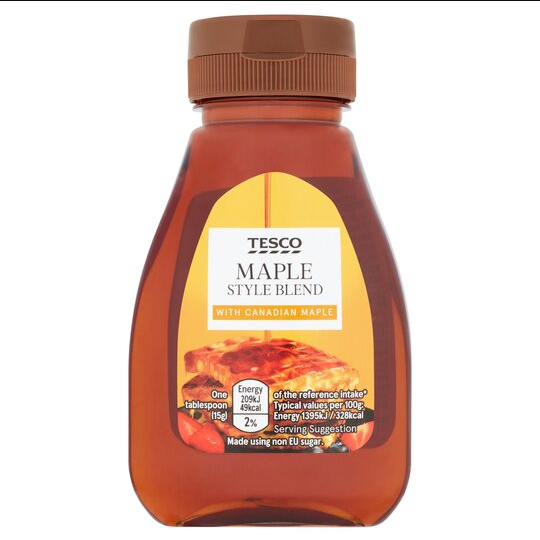 TESCO
MAPLE
STYLE BLEND
WITH CANADIAN MAPLE
One
tablespoon
(15g)
Energy
209kJ
49kcal
2%
of the reference intake*
Typical values per 100g:
Energy 1395kJ / 328kcal
Serving Suggestion
Made using non EU sugar.